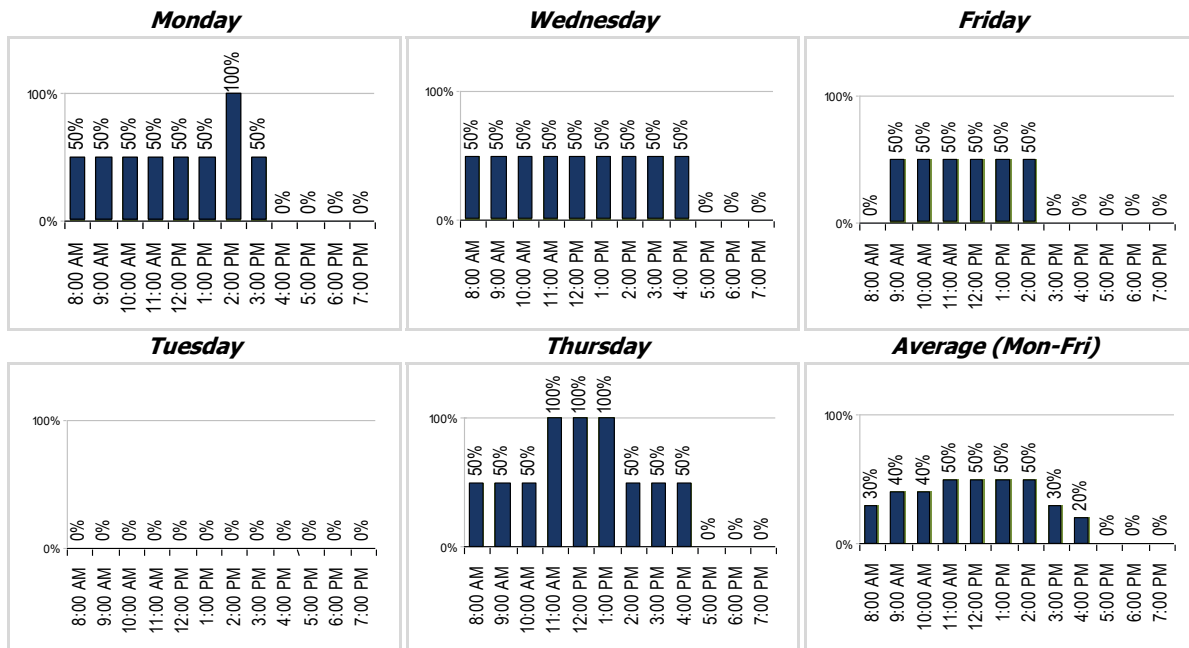 Monday
100%
0%
50%
50%
50%
50%
50%
50%
100%
50%
0%
0%
0%
0%
8:00 AM
9:00 AM
10:00 AM
11:00 AM
12:00 PM
1:00 PM
2:00 PM
3:00 PM
4:00 PM
5:00 PM
6:00 PM
7:00 PM
Wednesday
100%
0%
50%
50%
50%
50%
50%
50%
50%
50%
50%
0%
0%
0%
8:00 AM
9:00 AM
10:00 AM
11:00 AM
12:00 PM
1:00 PM
2:00 PM
3:00 PM
4:00 PM
5:00 PM
6:00 PM
7:00 PM
Friday
100%
0%
0%
50%
50%
50%
50%
50%
50%
0%
0%
0%
0%
0%
8:00 AM
9:00 AM
10:00 AM
11:00 AM
12:00 PM
1:00 PM
2:00 PM
3:00 PM
4:00 PM
5:00 PM
6:00 PM
7:00 PM
Tuesday
100%
0%
0%
0%
0%
0%
0%
0%
0%
0%
0%
0%
0%
0%
8:00 AM
9:00 AM
10:00 AM
11:00 AM
12:00 PM
1:00 PM
2:00 PM
3:00 PM
4:00 PM
5:00 PM
6:00 PM
7:00 PM
Thursday
100%
0%
50%
50%
50%
100%
100%
100%
50%
50%
50%
0%
0%
0%
8:00 AM
9:00 AM
10:00 AM
11:00 AM
12:00 PM
1:00 PM
2:00 PM
3:00 PM
4:00 PM
5:00 PM
6:00 PM
7:00 PM
Average (Mon-Fri)
100%
0%
30%
40%
40%
50%
50%
50%
50%
30%
20%
0%
0%
0%
8:00 AM
9:00 AM
10:00 AM
11:00 AM
12:00 PM
1:00 PM
2:00 PM
3:00 PM
4:00 PM
5:00 PM
6:00 PM
7:00 PM